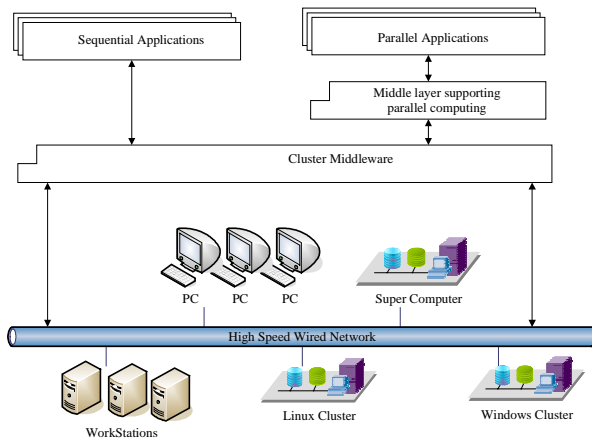 Sequential Applications
Parallel Applications
Middle layer supporting
parallel computing
Cluster Middleware
PC
PC
PC
Super Computer
High Speed Wired Network
WorkStations
Linux Cluster
Windows Cluster